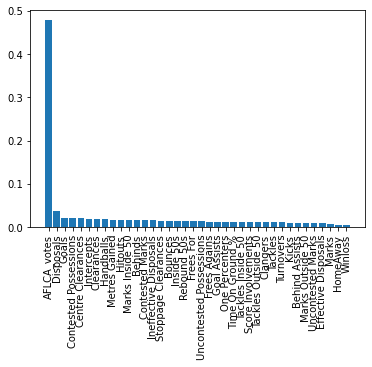 0.5
0.4
0.3
0.2
0.1
0.0
AFLCA votes
Disposals
Goals
Contested Possessions
Centre Clearances
Intercepts
Clearances
Handballs
Metres Gained
Hitouts
Marks Inside 50
Behinds
Contested Marks
Ineffective Disposals
Stoppage Clearances
Bounces
Inside 50s
Rebound 50s
Frees For
Uncontested Possessions
Frees Agains
Goal Assists
One Percenters
Time On Ground %
Tackles Inside 50
Score Involvements
Tackles Outside 50
Clangers
Tackles
Turnovers
Kicks
Behind Assists
Marks Outside 50
Uncontested Marks
Effective Disposals
Marks
HomeAway
Winloss